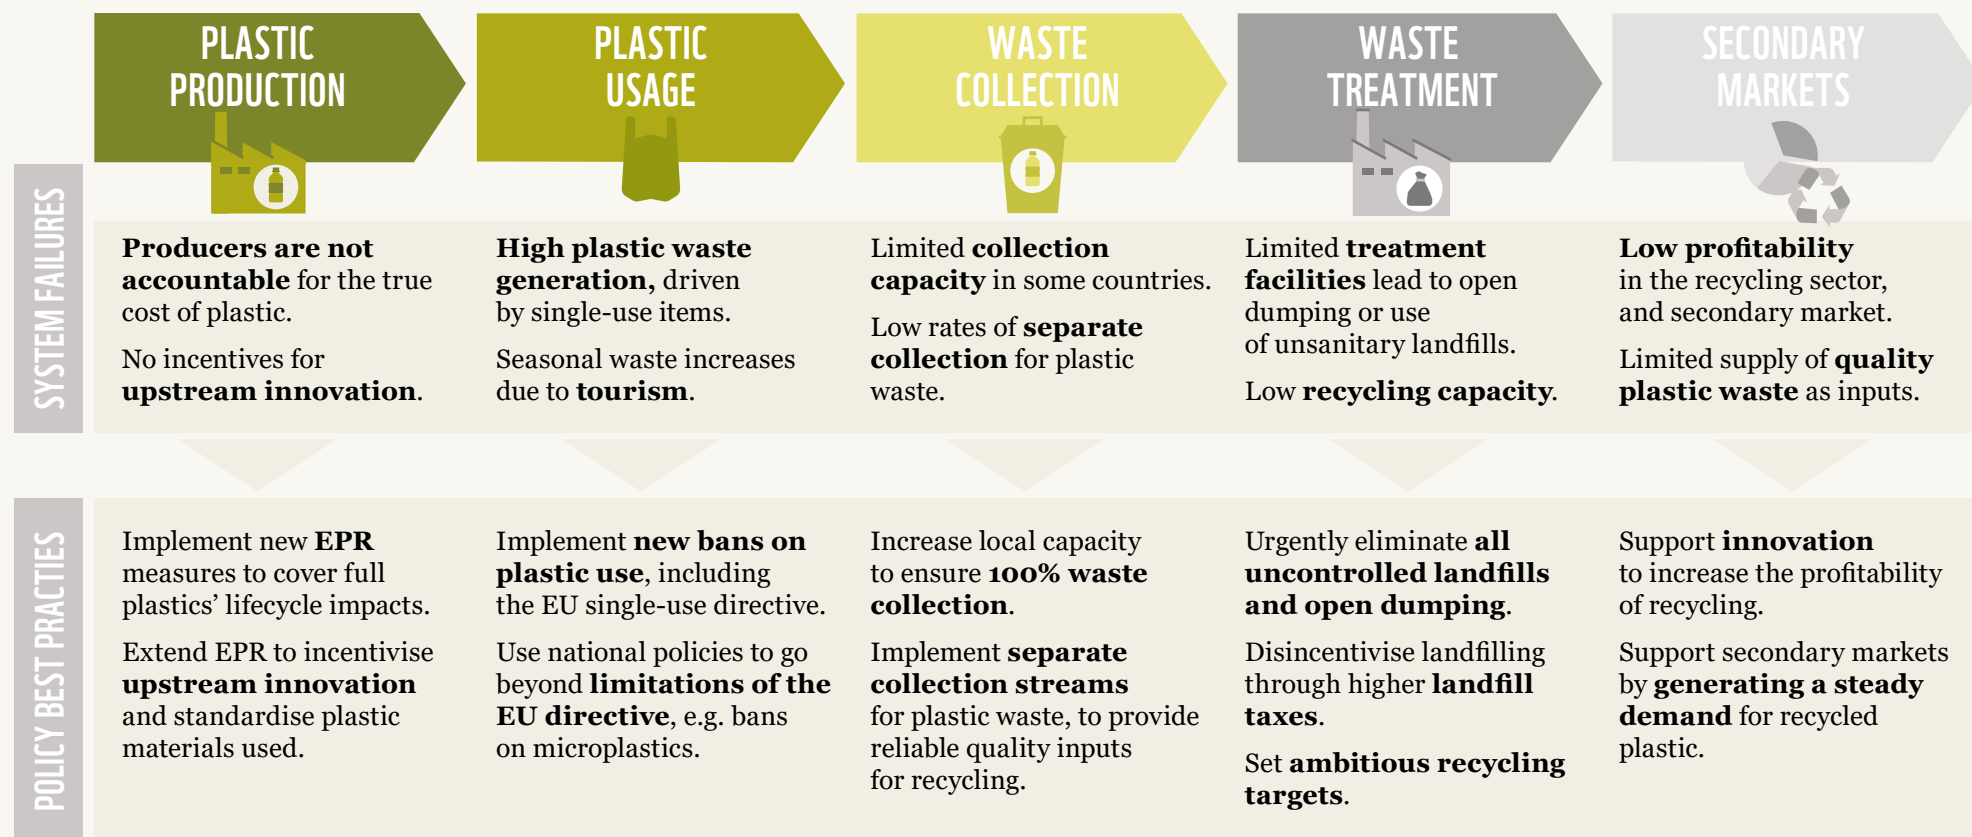 PLASTIC
PRODUCTION
PLASTIC
USAGE
WASTE
COLLECTION
WASTE
TREATMENT
SECONDARY
MARKETS
SYSTEM FAILURES
Producers are not
accountable for the true
cost of plastic.
No incentives for
upstream innovation.
High plastic waste
generation, driven
by single-use items.
Seasonal waste increases
due to tourism.
Limited collection
capacity in some countries.
Low rates of separate
collection for plastic
waste.
Limited treatment
facilities lead to open
dumping or use
of unsanitary landfills.
Low recycling capacity.
Low profitability
in the recycling sector,
and secondary market.
Limited supply of quality
plastic waste as inputs.
POLICY BEST PRACTIES
Implement new EPR
measures to cover full
plastics’ lifecycle impacts.
Extend EPR to incentivise
upstream innovation
and standardise plastic
materials used.
Implement new bans on
plastic use, including
the EU single-use directive.
Use national policies to go
beyond limitations of the
EU directive, e.g. bans
on microplastics.
Increase local capacity
to ensure 100% waste
collection.
Implement separate
collection streams
for plastic waste, to provide
reliable quality inputs
for recycling.
Urgently eliminate all
uncontrolled landfills
and open dumping.
Disincentivise landfilling
through higher landfill
taxes.
Set ambitious recycling
targets.
Support innovation
to increase the profitability
of recycling.
Support secondary markets
by generating a steady
demand for recycled
plastic.